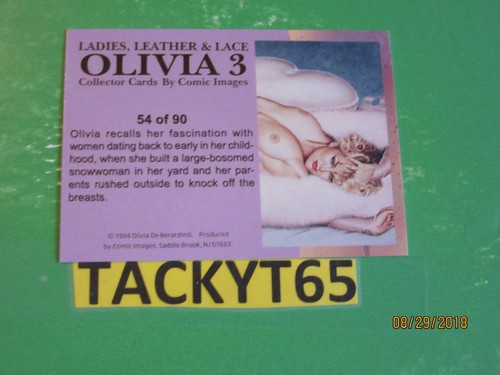 LADIES, LEATHER & LACE
OLIVIA 3
Collector Cards By Comic Images
54 of 90
Olivia recalls her fascination with
women dating back to early in her child-
hood, when she built a large-bosomed
snowwoman in her yard and her par-
ents rushed outside to knock off the
breasts.
© 1994 Olivia De Berardinis. Produced
by Comic Images, Saddle Brook, NJ 07662
TACKYT65
08/29/2018